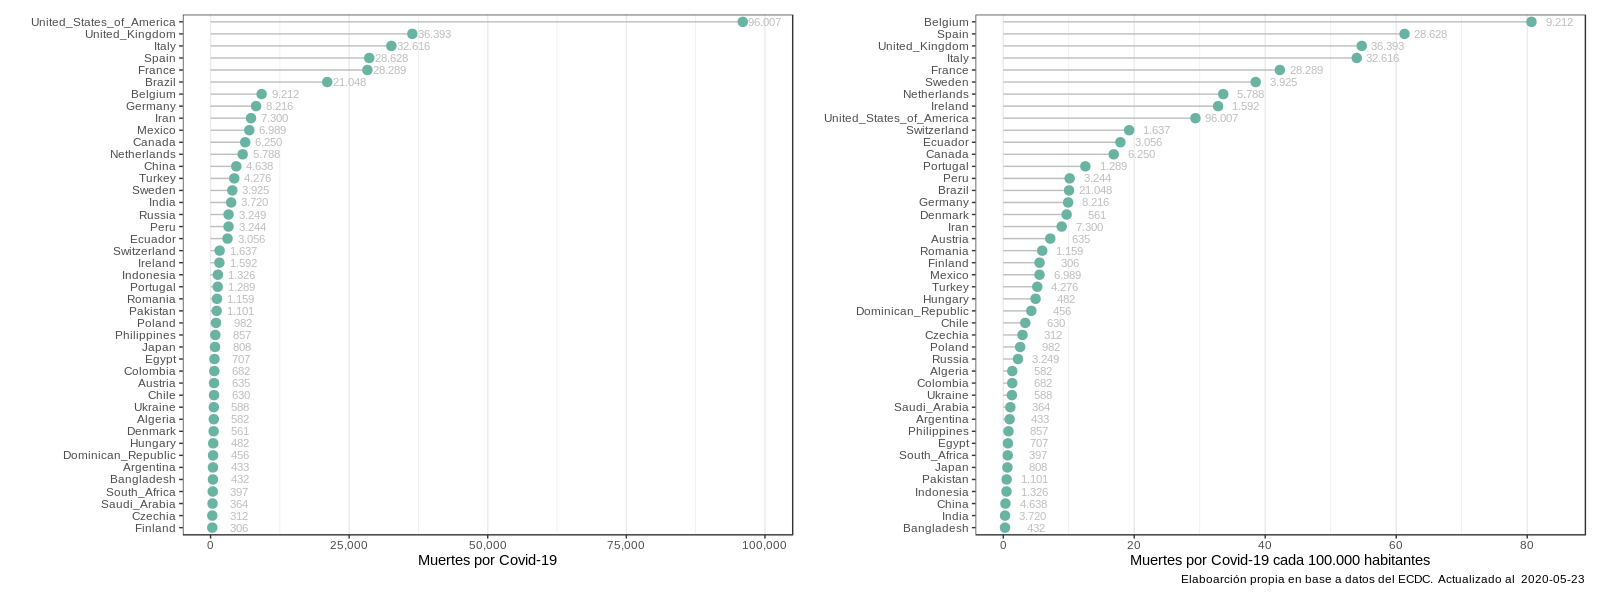 United_States_of_America 96.007
United_Kingdom 36.393
Italy 32.616
Spain 28.628
France 28.289
Brazil 21.048
Belgium 9.212
Germany 8.216
Iran 7.300
Mexico 6.989
Canada 6.250
Netherlands 5.788
China 4.638
Turkey 4.276
Sweden 3.925
India 3.720
Russia 3.249
Peru 3.244
Ecuador 3.056
Switzerland 1.637
Ireland 1.592
Indonesia 1.326
Portugal 1.289
Romania 1.159
Pakistan 1.101
Poland 982
Philippines 857
Japan 808
Egypt 707
Colombia 682
Austria 635
Chile 630
Ukraine 588
Algeria 582
Denmark 561
Hungary 482
Dominican_Republic 456
Argentina 433
Bangladesh 432
South_Africa 397
Saudi_Arabia 364
Czechia 312
Finland 306
0 25,000 50,000 75,000 100,000
Muertes por Covid-19
Belgium 9.212
Spain 28.628
United_Kingdom 36.393
Italy 32.616
France 28.289
Sweden 3.925
Netherlands 5.788
Ireland 1.592
United_States_of_America 96.007
Switzerland 1.637
Ecuador 3.056
Canada 6.250
Portugal 1.289
Peru 3.244
Brazil 21.048
Germany 8.216
Denmark 561
Iran 7.300
Austria 635
Romania 1.159
Finland 306
Mexico 6.989
Turkey 4.276
Hungary 482
Dominican_Republic 456
Chile 630
Czechia 312
Poland 982
Russia 3.249
Algeria 582
Colombia 682
Ukraine 588
Saudi_Arabia 364
Argentina 433
Philippines 857
Egypt 707
South_Africa 397
Japan 808
Pakistan 1.101
Indonesia 1.326
China 4.638
India 3.720
Bangladesh 432
0 20 40 60 80
Muertes por Covid-19 cada 100.000 habitantes
Elaboarción propia en base a datos del ECDC. Actualizado al 2020-05-23